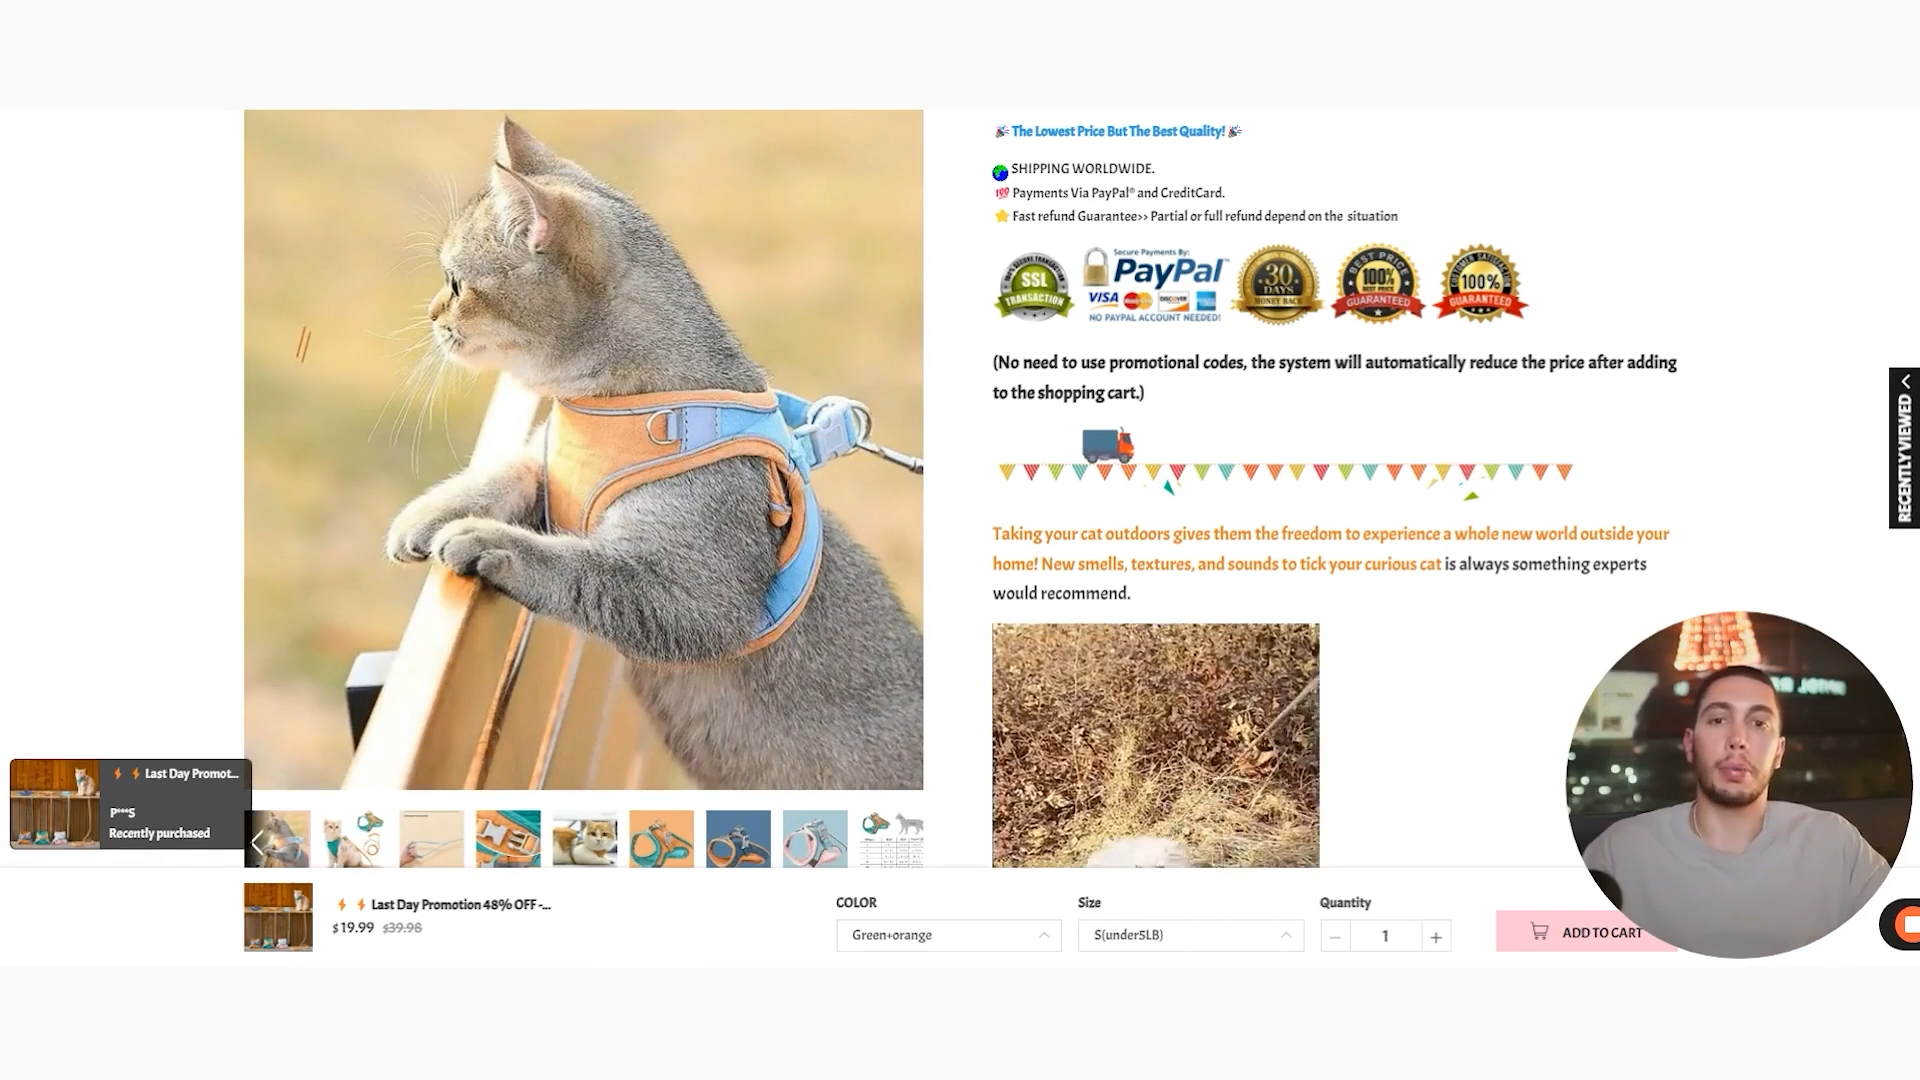 The Lowest Price But The Best Quality!
SHIPPING WORLDWIDE.
Payments Via PayPal® and CreditCard.
Fast refund Guarantee>> Partial or full refund depend on the situation
SSL
TRANSACTION
Secure Payments By:
PayPal™
VISA MasterCard DISCOVER
NO PAYPAL ACCOUNT NEEDED!
30
DAYS
MONEY BACK
BEST PRICE
100%
GUARANTEED
CUSTOMER SATISFACTION
100%
GUARANTEED
(No need to use promotional codes, the system will automatically reduce the price after adding
to the shopping cart.)
Taking your cat outdoors gives them the freedom to experience a whole new world outside your
home! New smells, textures, and sounds to tick your curious cat is always something experts
would recommend.
RECENTLY VIEWED
Last Day Promot...
P***S
Recently purchased
Last Day Promotion 48% OFF -...
$19.99 $39.98
COLOR
Green+orange
Size
S(under5LB)
Quantity
1
ADD TO CART